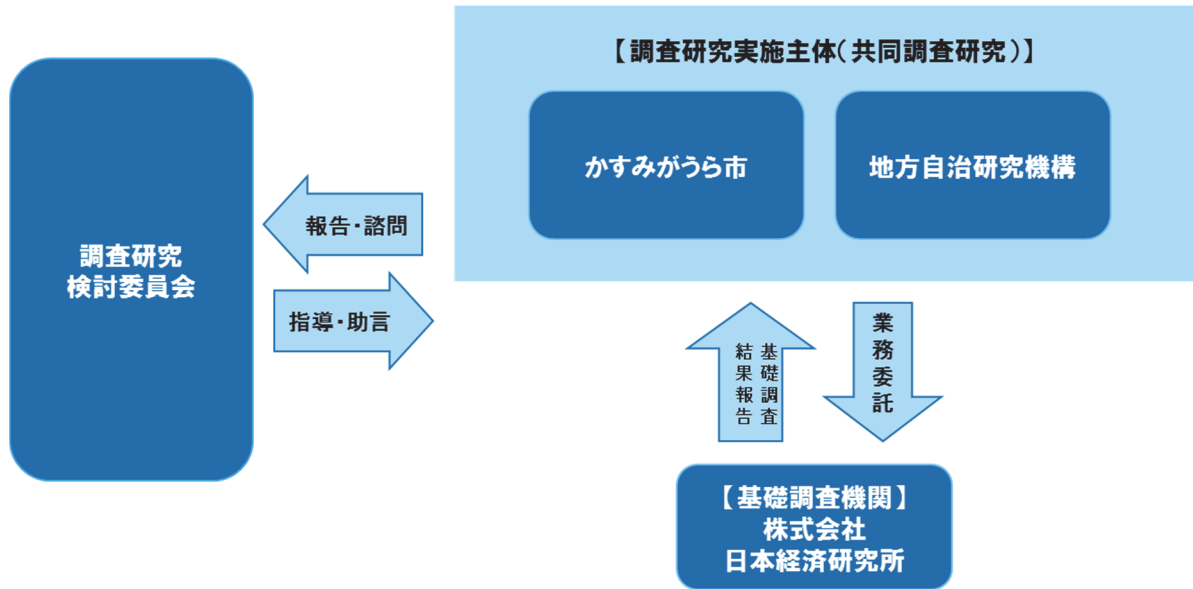 【調査研究実施主体(共同調査研究)】
かすみがうら市
地方自治研究機構
調査研究
検討委員会
報告・諮問
指導・助言
基礎調査
結果報告
業務委託
【基礎調査機関】
株式会社
日本経済研究所